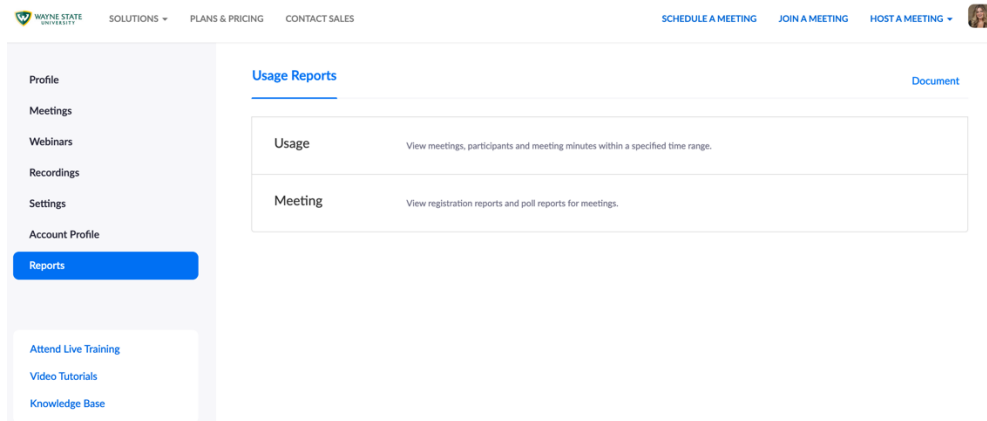 WAYNE STATE
UNIVERSITY
SOLUTIONS PLANS & PRICING CONTACT SALES SCHEDULE A MEETING JOIN A MEETING HOST A MEETING
Profile
Meetings
Webinars
Recordings
Settings
Account Profile
Reports
Attend Live Training
Video Tutorials
Knowledge Base
Usage Reports
Document
Usage View meetings, participants and meeting minutes within a specified time range.
Meeting View registration reports and poll reports for meetings.